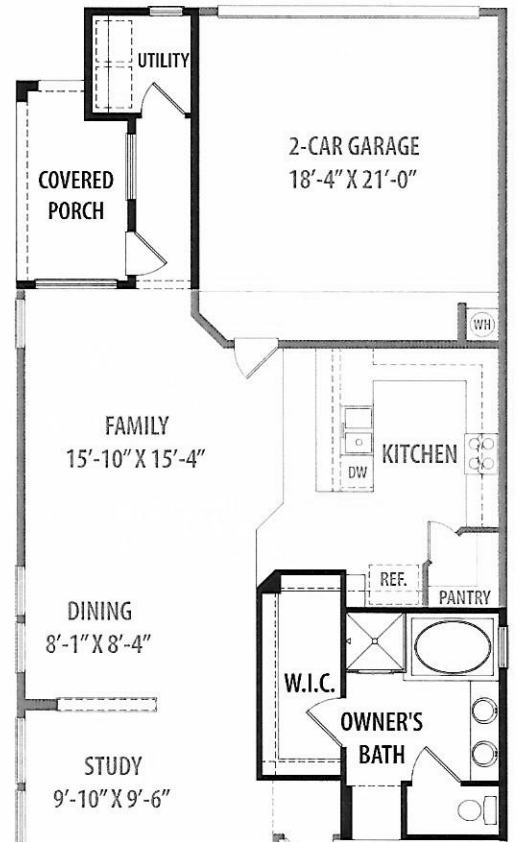 UTILITY
2-CAR GARAGE
18'-4" X 21'-0"
COVERED
PORCH
WH
FAMILY
15'-10" X 15'-4"
KITCHEN
DW
REF.
PANTRY
DINING
8'-1" X 8'-4"
W.I.C.
OWNER'S
BATH
STUDY
9'-10" X 9'-6"